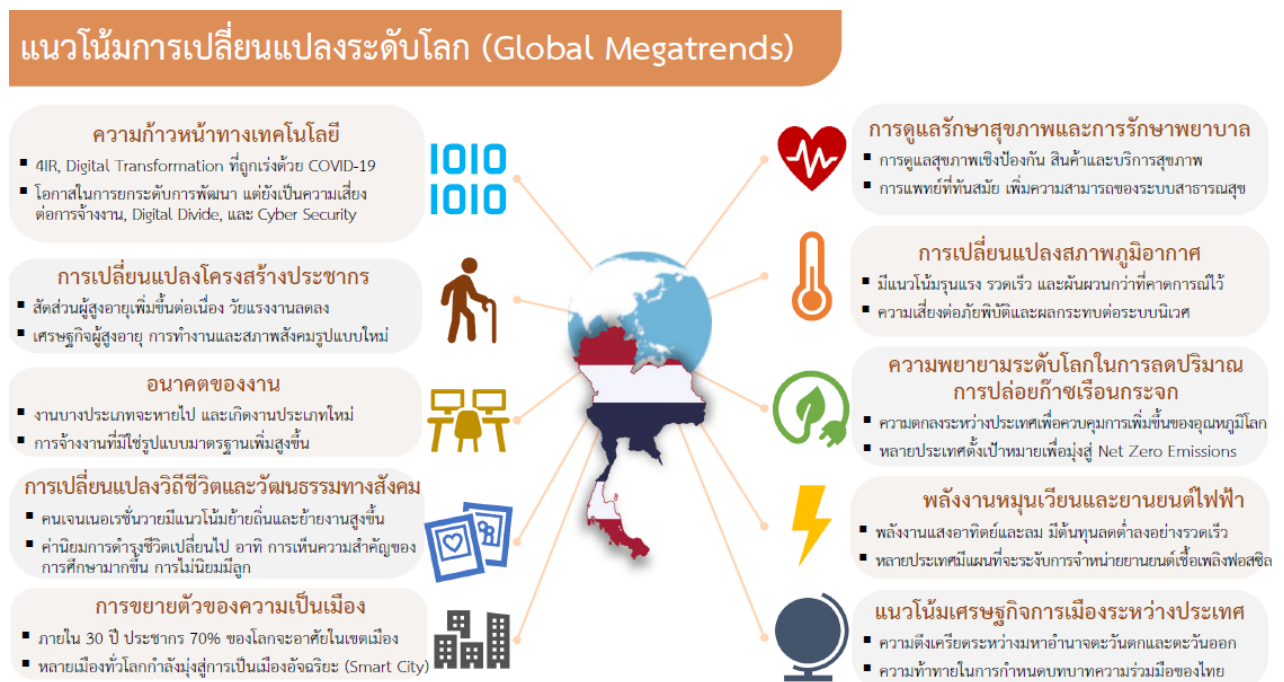 แนวโน้มการเปลี่ยนแปลงระดับโลก (Global Megatrends)
ความก้าวหน้าทางเทคโนโลยี
▪ 4IR, Digital Transformation ที่ถูกเร่งด้วย COVID-19
▪ โอกาสในการยกระดับการพัฒนา แต่ยังเป็นความเสี่ยง
ต่อการจ้างงาน, Digital Divide, และ Cyber Security
1010
1010
การเปลี่ยนแปลงโครงสร้างประชากร
▪ สัดส่วนผู้สูงอายุเพิ่มขึ้นต่อเนื่อง วัยแรงงานลดลง
▪ เศรษฐกิจผู้สูงอายุ การทำงานและสภาพสังคมรูปแบบใหม่
อนาคตของงาน
▪ งานบางประเภทจะหายไป และเกิดงานประเภทใหม่
▪ การจ้างงานที่มิใช่รูปแบบมาตรฐานเพิ่มสูงขึ้น
การเปลี่ยนแปลงวิถีชีวิตและวัฒนธรรมทางสังคม
▪ คนเจนเนอเรชั่นวายมีแนวโน้มย้ายถิ่นและย้ายงานสูงขึ้น
▪ ค่านิยมการดำรงชีวิตเปลี่ยนไป อาทิ การเห็นความสำคัญของ
การศึกษามากขึ้น การไม่นิยมมีลูก
การขยายตัวของความเป็นเมือง
▪ ภายใน 30 ปี ประชากร 70% ของโลกจะอาศัยในเขตเมือง
▪ หลายเมืองทั่วโลกกำลังมุ่งสู่การเป็นเมืองอัจฉริยะ (Smart City)
การดูแลรักษาสุขภาพและการรักษาพยาบาล
▪ การดูแลสุขภาพเชิงป้องกัน สินค้าและบริการสุขภาพ
▪ การแพทย์ที่ทันสมัย เพิ่มความสามารถของระบบสาธารณสุข
การเปลี่ยนแปลงสภาพภูมิอากาศ
▪ มีแนวโน้มรุนแรง รวดเร็ว และผันผวนกว่าที่คาดการณ์ไว้
▪ ความเสี่ยงต่อภัยพิบัติและผลกระทบต่อระบบนิเวศ
ความพยายามระดับโลกในการลดปริมาณ
การปล่อยก๊าซเรือนกระจก
▪ ความตกลงระหว่างประเทศเพื่อควบคุมการเพิ่มขึ้นของอุณหภูมิโลก
▪ หลายประเทศตั้งเป้าหมายเพื่อมุ่งสู่ Net Zero Emissions
พลังงานหมุนเวียนและยานยนต์ไฟฟ้า
▪ พลังงานแสงอาทิตย์และลม มีต้นทุนลดต่ำลงอย่างรวดเร็ว
▪ หลายประเทศมีแผนที่จะระงับการจำหน่ายยานยนต์เชื้อเพลิงฟอสซิล
แนวโน้มเศรษฐกิจการเมืองระหว่างประเทศ
▪ ความตึงเครียดระหว่างมหาอำนาจตะวันตกและตะวันออก
▪ ความท้าทายในการกำหนดบทบาทความร่วมมือของไทย